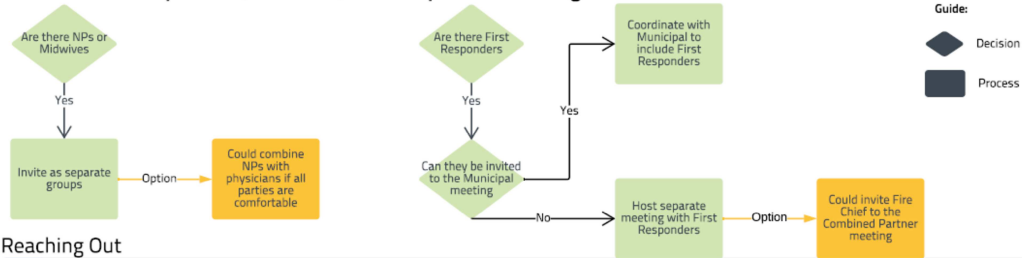 Guide:
Decision
Process
Are there NPs or
Midwives
Yes
Invite as separate
groups
Option
Could combine
NPs with
physicians if all
parties are
comfortable
Are there First
Responders
Yes
Can they be invited
to the Municipal
meeting
Yes
Coordinate with
Municipal to
include First
Responders
No
Host separate
meeting with First
Responders
Option
Could invite Fire
Chief to the
Combined Partner
meeting
Reaching Out